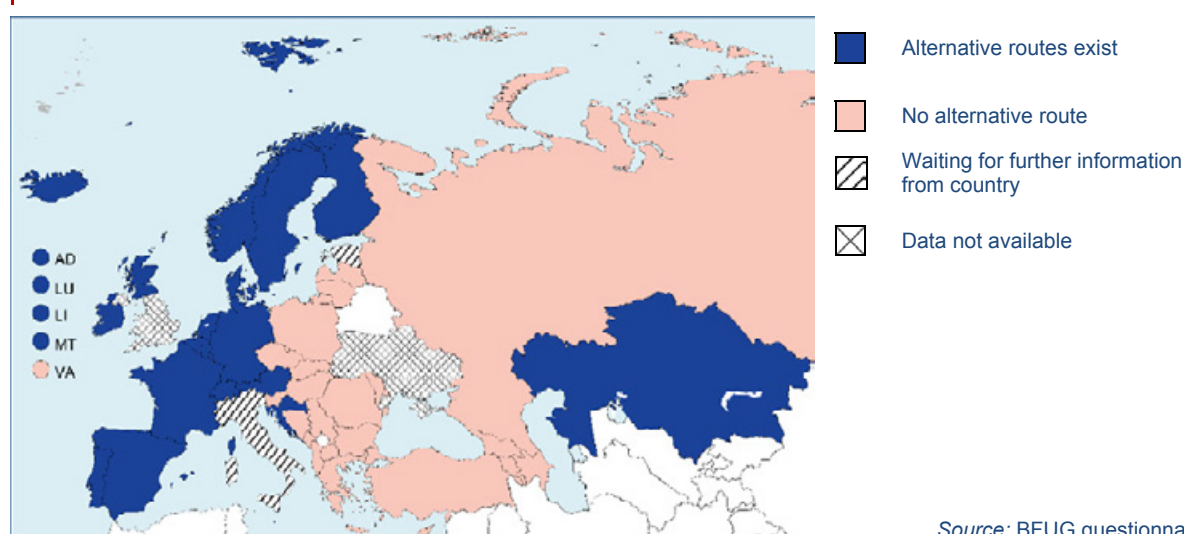 Alternative routes exist
No alternative route
Waiting for further information
from country
Data not available
AD
LU
LI
MT
VA
Source: BFUG questionna